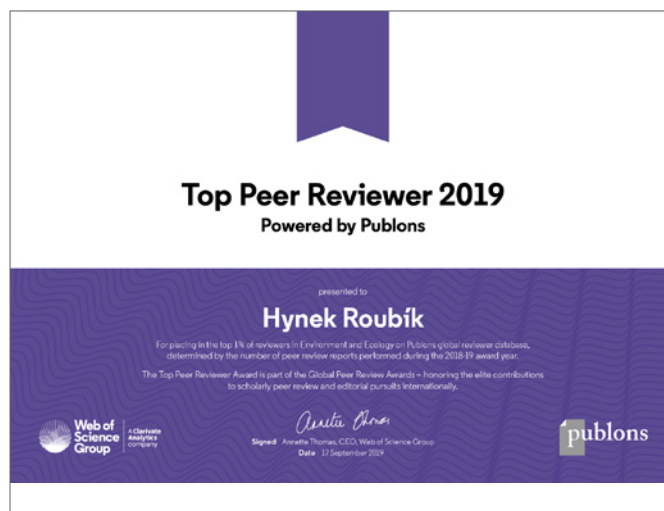 Top Peer Reviewer 2019
Powered by Publons
presented to
Hynek Roubík
For placing in the top 1% of reviewers in Environment and Ecology on Publons global reviewer database,
determined by the number of peer review reports performed during the 2018-19 award year.
The Top Peer Reviewer Award is part of the Global Peer Review Awards – honoring the elite contributions
to scholarly peer review and editorial pursuits internationally.
Web of
Science
Group
A Clarivate
Analytics
company
Annette Thomas
Signed Annette Thomas, CEO, Web of Science Group
Date 17 September 2019
publons